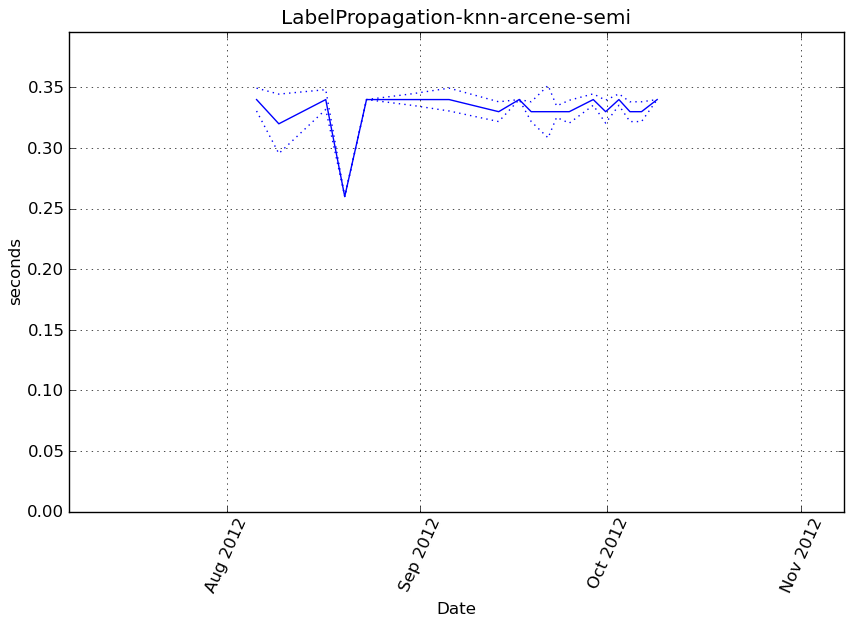 LabelPropagation-knn-arcene-semi
0.35
0.30
0.25
0.20
0.15
0.10
0.05
0.00
seconds
Aug 2012
Sep 2012
Oct 2012
Nov 2012
Date